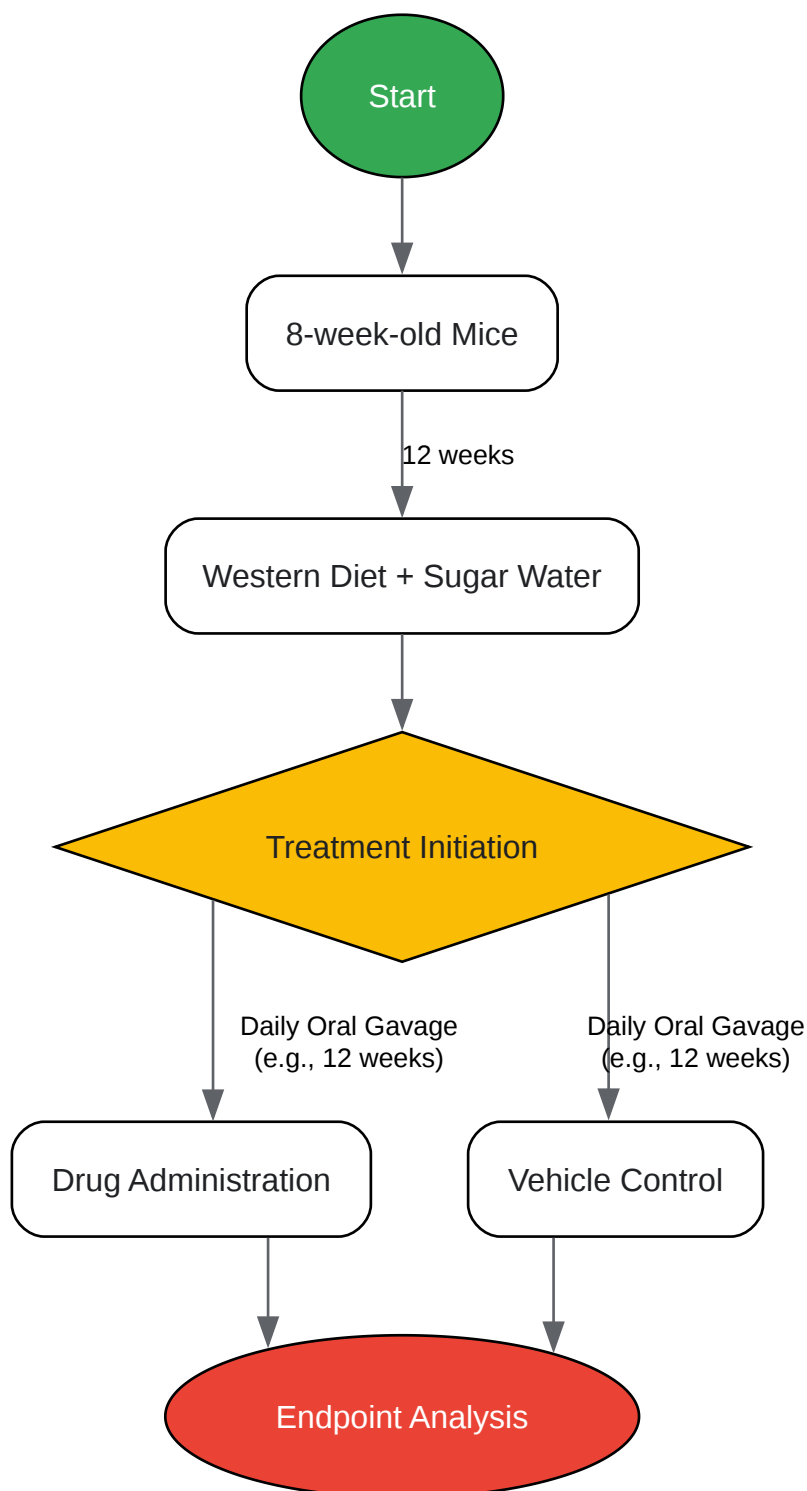 Start
8-week-old Mice
12 weeks
Western Diet + Sugar Water
Treatment Initiation
Daily Oral Gavage
(e.g., 12 weeks)
Daily Oral Gavage
(e.g., 12 weeks)
Drug Administration
Vehicle Control
Endpoint Analysis